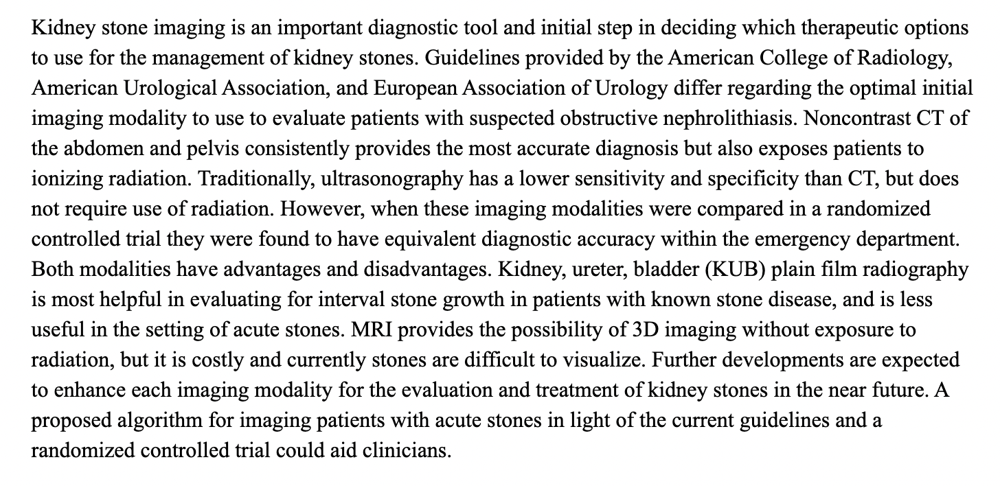 Kidney stone imaging is an important diagnostic tool and initial step in deciding which therapeutic options
to use for the management of kidney stones. Guidelines provided by the American College of Radiology,
American Urological Association, and European Association of Urology differ regarding the optimal initial
imaging modality to use to evaluate patients with suspected obstructive nephrolithiasis. Noncontrast CT of
the abdomen and pelvis consistently provides the most accurate diagnosis but also exposes patients to
ionizing radiation. Traditionally, ultrasonography has a lower sensitivity and specificity than CT, but does
not require use of radiation. However, when these imaging modalities were compared in a randomized
controlled trial they were found to have equivalent diagnostic accuracy within the emergency department.
Both modalities have advantages and disadvantages. Kidney, ureter, bladder (KUB) plain film radiography
is most helpful in evaluating for interval stone growth in patients with known stone disease, and is less
useful in the setting of acute stones. MRI provides the possibility of 3D imaging without exposure to
radiation, but it is costly and currently stones are difficult to visualize. Further developments are expected
to enhance each imaging modality for the evaluation and treatment of kidney stones in the near future. A
proposed algorithm for imaging patients with acute stones in light of the current guidelines and a
randomized controlled trial could aid clinicians.